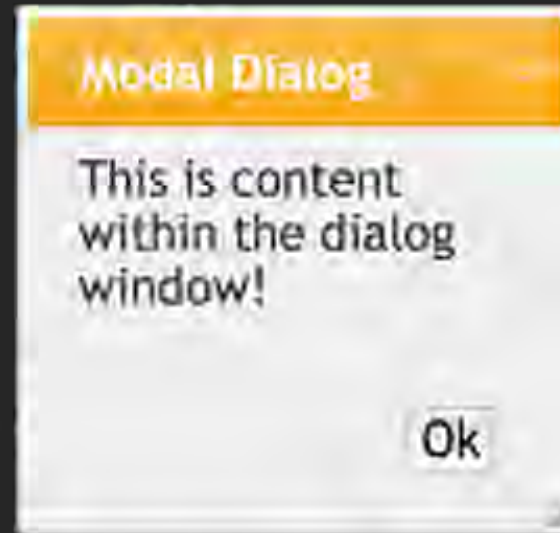 Modal Dialog
This is content
within the dialog
window!
Ok